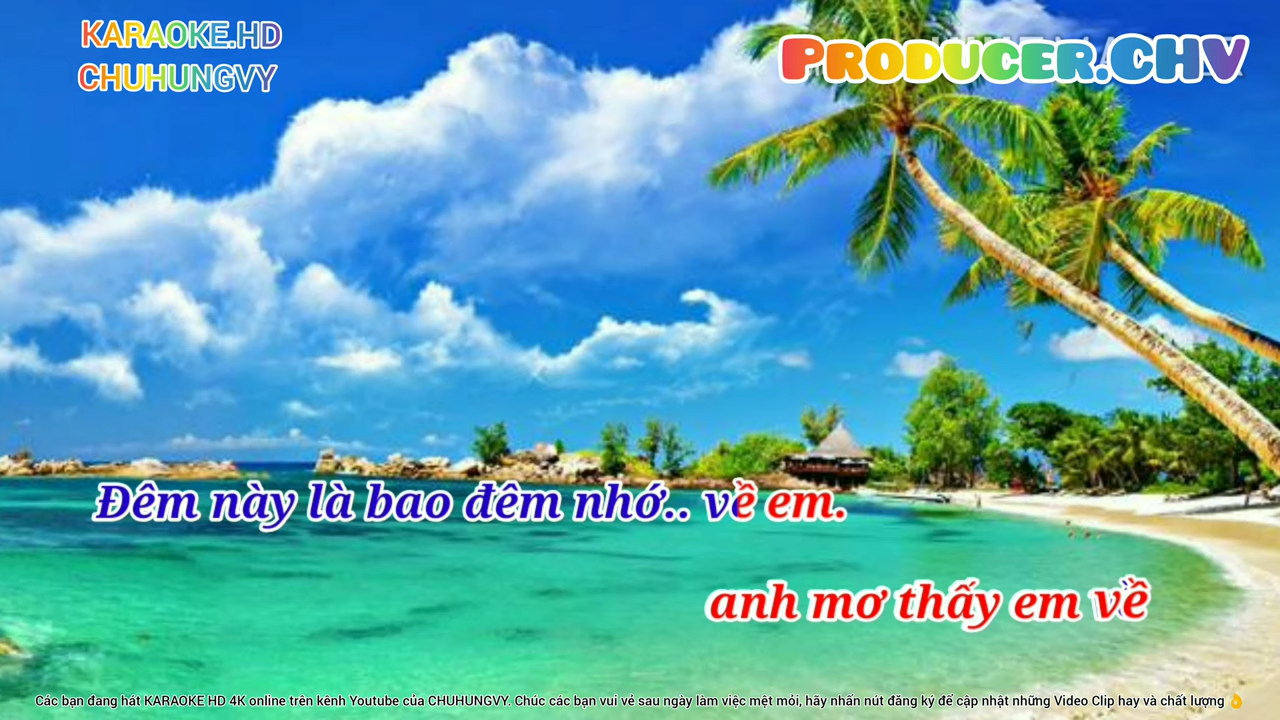 KARAOKE.HD
CHUHUNGVY
PRODUCER.CHV
Đêm này là bao đêm nhớ.. về em.
anh mơ thấy em về
Các bạn đang hát KARAOKE HD 4K online trên kênh Youtube của CHUHUNGVY. Chúc các bạn vui vẻ sau ngày làm việc mệt mỏi, hãy nhấn nút đăng ký để cập nhật những Video Clip hay và chất lượng 👌